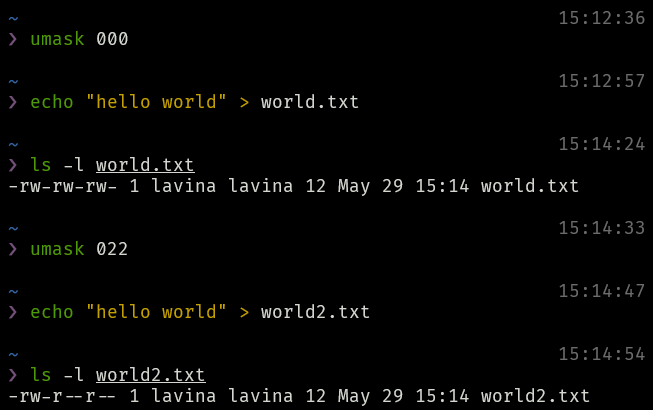 ~ 15:12:36
❯ umask 000
~ 15:12:57
❯ echo "hello world" > world.txt
~ 15:14:24
❯ ls -l world.txt
-rw-rw-rw- 1 lavina lavina 12 May 29 15:14 world.txt
~ 15:14:33
❯ umask 022
~ 15:14:47
❯ echo "hello world" > world2.txt
~ 15:14:54
❯ ls -l world2.txt
-rw-r--r-- 1 lavina lavina 12 May 29 15:14 world2.txt